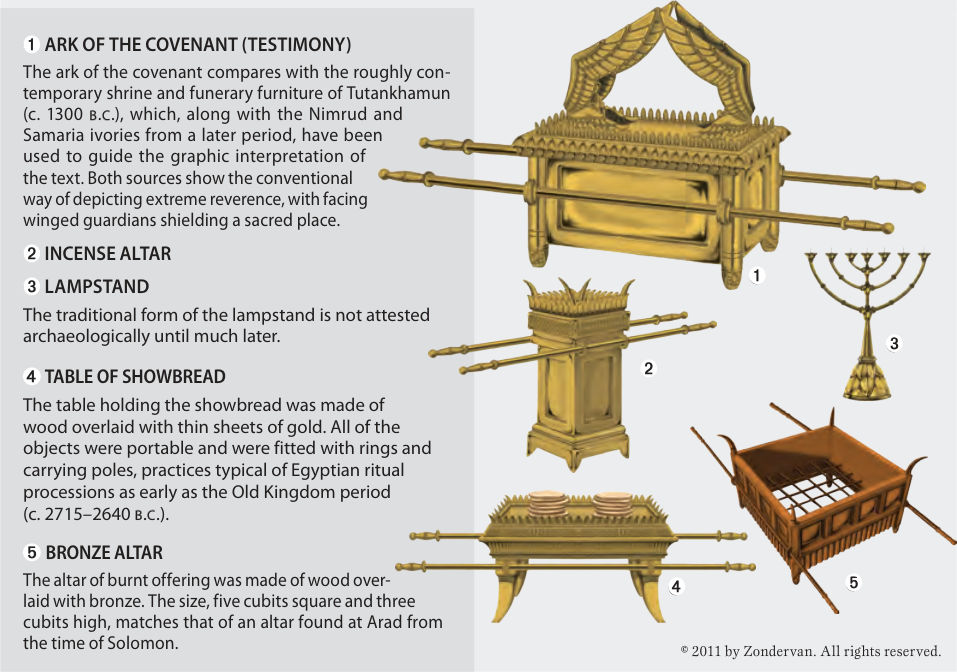 1 ARK OF THE COVENANT (TESTIMONY)
The ark of the covenant compares with the roughly con-
temporary shrine and funerary furniture of Tutankhamun
(c. 1300 B.C.), which, along with the Nimrud and
Samaria ivories from a later period, have been
used to guide the graphic interpretation of
the text. Both sources show the conventional
way of depicting extreme reverence, with facing
winged guardians shielding a sacred place.
2 INCENSE ALTAR
3 LAMPSTAND
The traditional form of the lampstand is not attested
archaeologically until much later.
4 TABLE OF SHOWBREAD
The table holding the showbread was made of
wood overlaid with thin sheets of gold. All of the
objects were portable and were fitted with rings and
carrying poles, practices typical of Egyptian ritual
processions as early as the Old Kingdom period
(c. 2715–2640 B.C.).
5 BRONZE ALTAR
The altar of burnt offering was made of wood over-
laid with bronze. The size, five cubits square and three
cubits high, matches that of an altar found at Arad from
the time of Solomon.
1
2
3
4
5
© 2011 by Zondervan. All rights reserved.